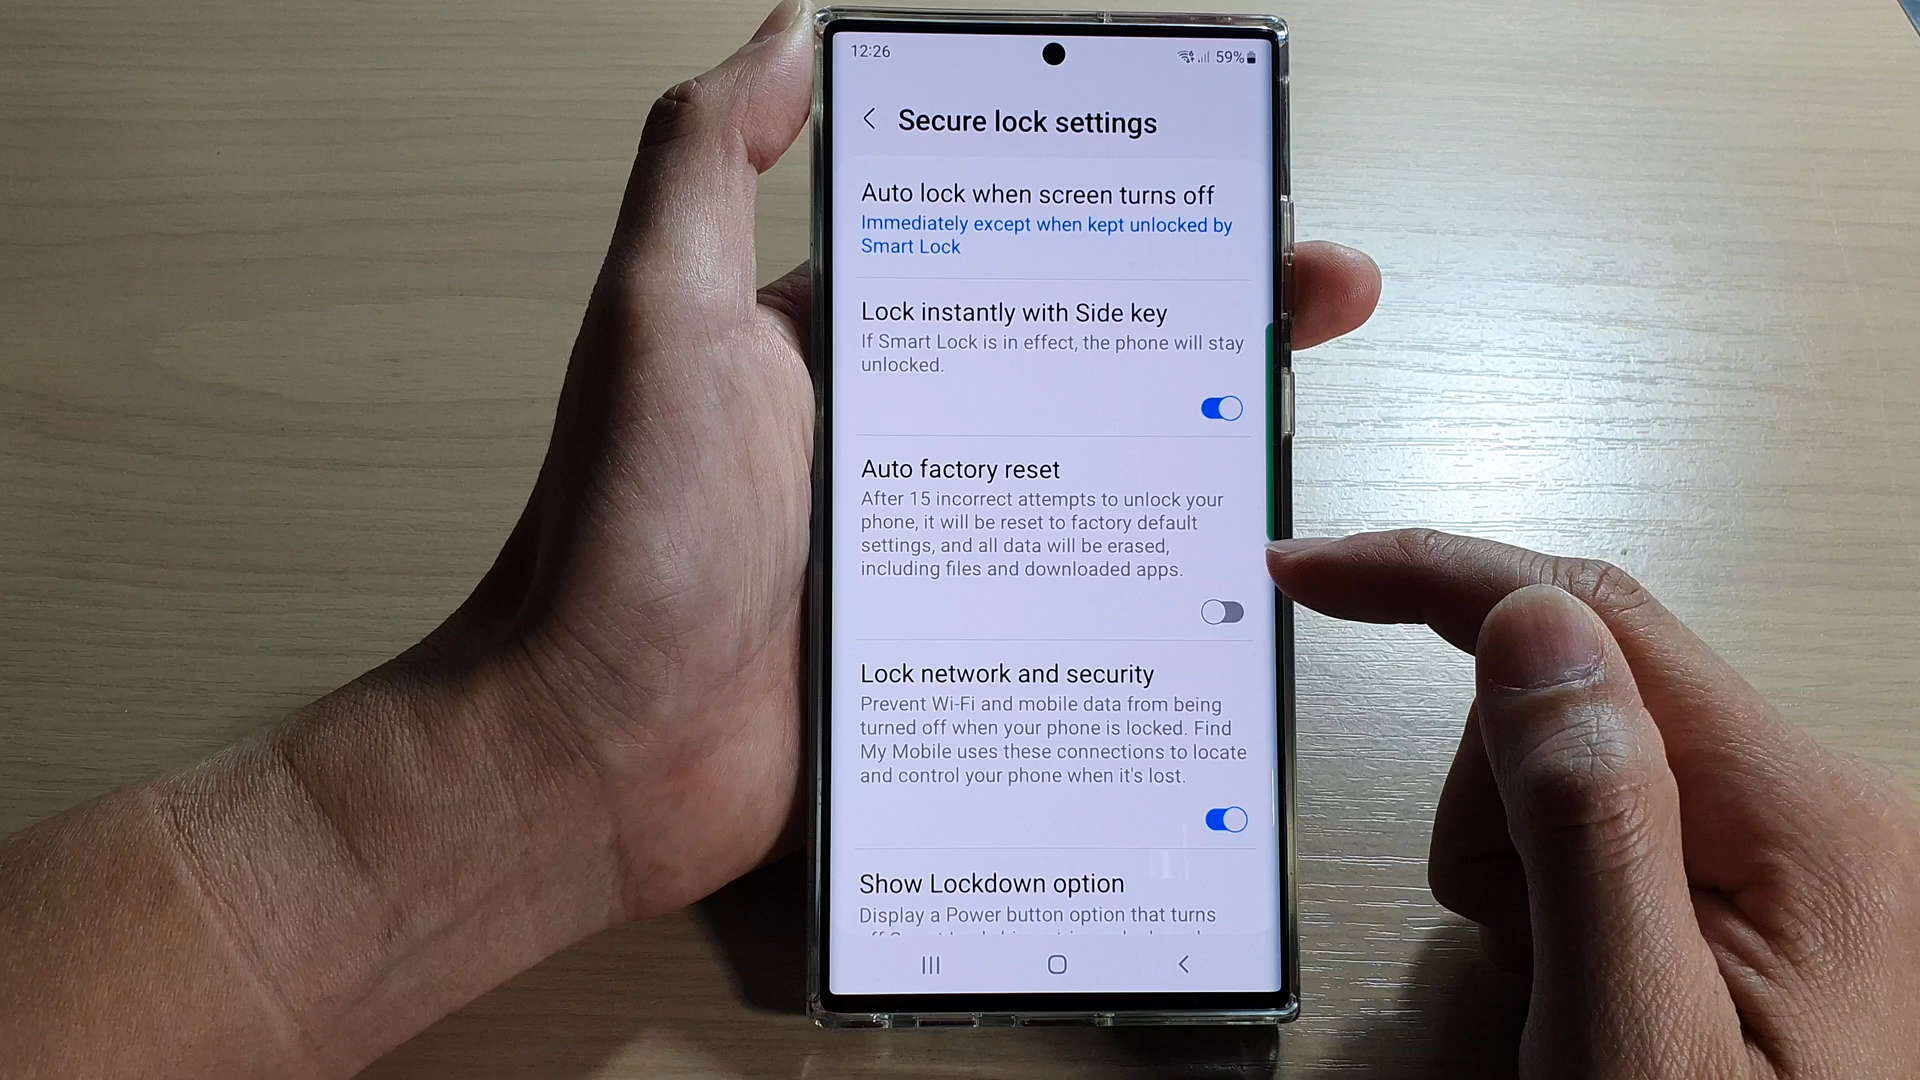 12:26
59%
Secure lock settings
Auto lock when screen turns off
Immediately except when kept unlocked by
Smart Lock
Lock instantly with Side key
If Smart Lock is in effect, the phone will stay
unlocked.
Auto factory reset
After 15 incorrect attempts to unlock your
phone, it will be reset to factory default
settings, and all data will be erased,
including files and downloaded apps.
Lock network and security
Prevent Wi-Fi and mobile data from being
turned off when your phone is locked. Find
My Mobile uses these connections to locate
and control your phone when it's lost.
Show Lockdown option
Display a Power button option that turns